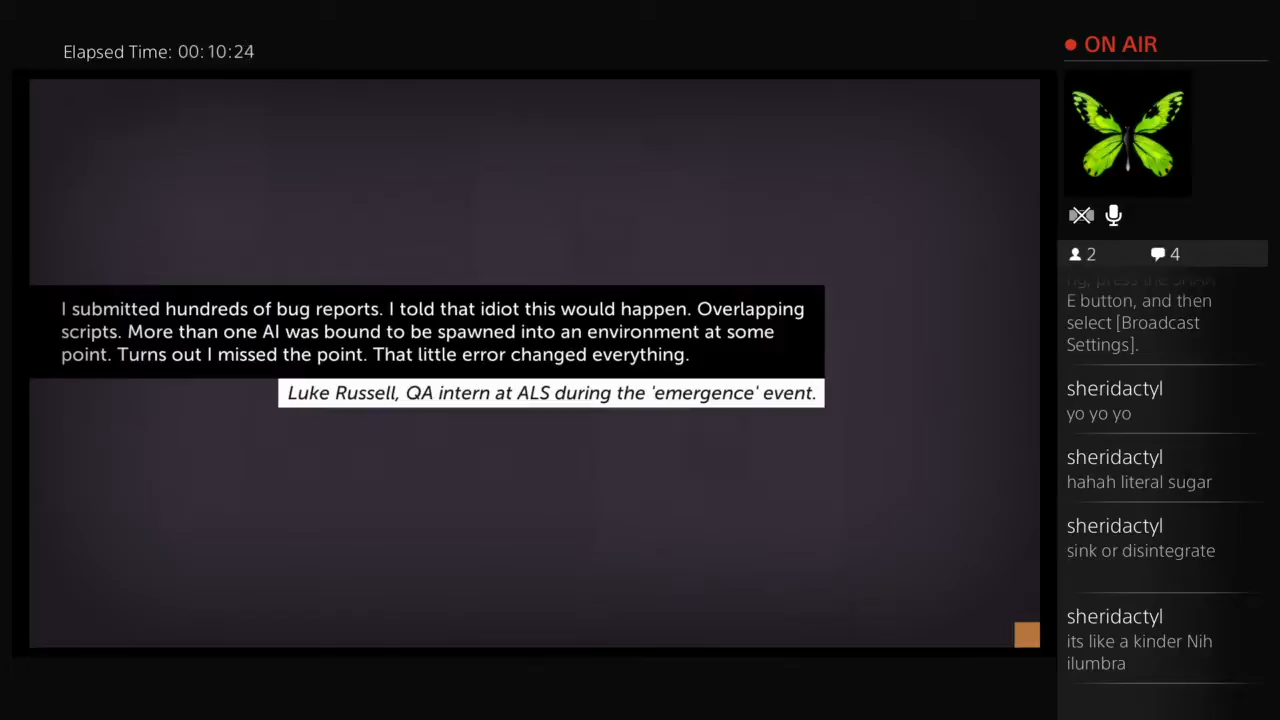 Elapsed Time: 00:10:24
ON AIR
I submitted hundreds of bug reports. I told that idiot this would happen. Overlapping
scripts. More than one AI was bound to be spawned into an environment at some
point. Turns out I missed the point. That little error changed everything.
Luke Russell, QA intern at ALS during the 'emergence' event.
2
4
E button, and then
select [Broadcast
Settings].
sheridactyl
yo yo yo
sheridactyl
hahah literal sugar
sheridactyl
sink or disintegrate
sheridactyl
its like a kinder Nih
ilumbra